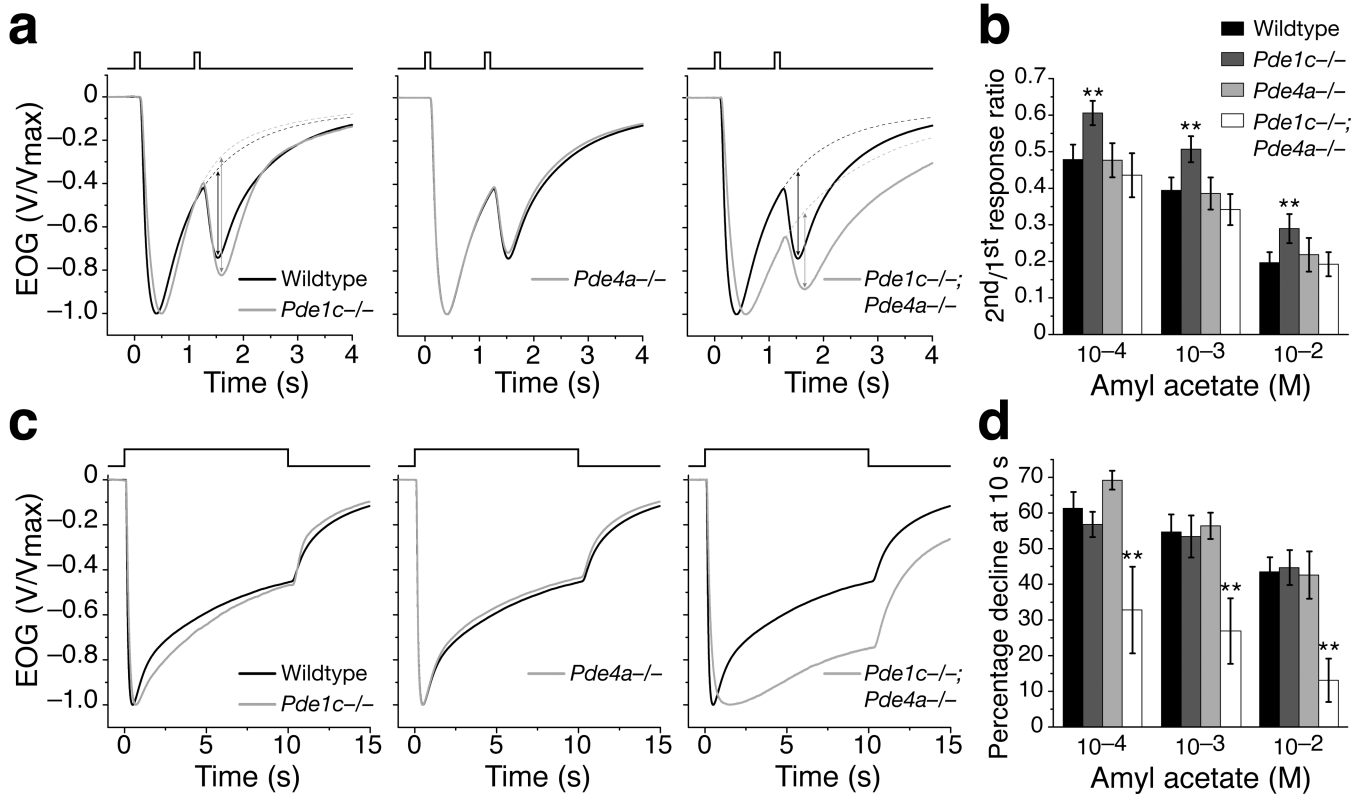 a
EOG (V/Vmax)
0
−0.2
−0.4
−0.6
−0.8
−1.0
Wildtype
Pde1c−/−
0 1 2 3 4
Time (s)
Pde4a−/−
0 1 2 3 4
Time (s)
Pde1c−/−;
Pde4a−/−
0 1 2 3 4
Time (s)
b
Wildtype
Pde1c−/−
Pde4a−/−
Pde1c−/−;
Pde4a−/−
2nd/1st response ratio
0.7
0.6
0.5
0.4
0.3
0.2
0.1
0
**
**
**
10−4 10−3 10−2
Amyl acetate (M)
c
EOG (V/Vmax)
0
−0.2
−0.4
−0.6
−0.8
−1.0
Wildtype
Pde1c−/−
0 5 10 15
Time (s)
Pde4a−/−
0 5 10 15
Time (s)
Pde1c−/−;
Pde4a−/−
0 5 10 15
Time (s)
d
Percentage decline at 10 s
70
60
50
40
30
20
10
0
**
**
**
10−4 10−3 10−2
Amyl acetate (M)